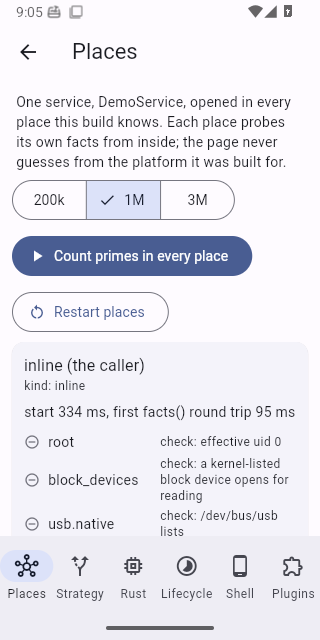 9:05
Places
One service, DemoService, opened in every
place this build knows. Each place probes
its own facts from inside; the page never
guesses from the platform it was built for.
200k
1M
3M
Count primes in every place
Restart places
inline (the caller)
kind: inline
start 334 ms, first facts() round trip 95 ms
root
check: effective uid 0
block_devices
check: a kernel-listed
block device opens for
reading
usb.native
check: /dev/bus/usb
lists
Places
Strategy
Rust
Lifecycle
Shell
Plugins